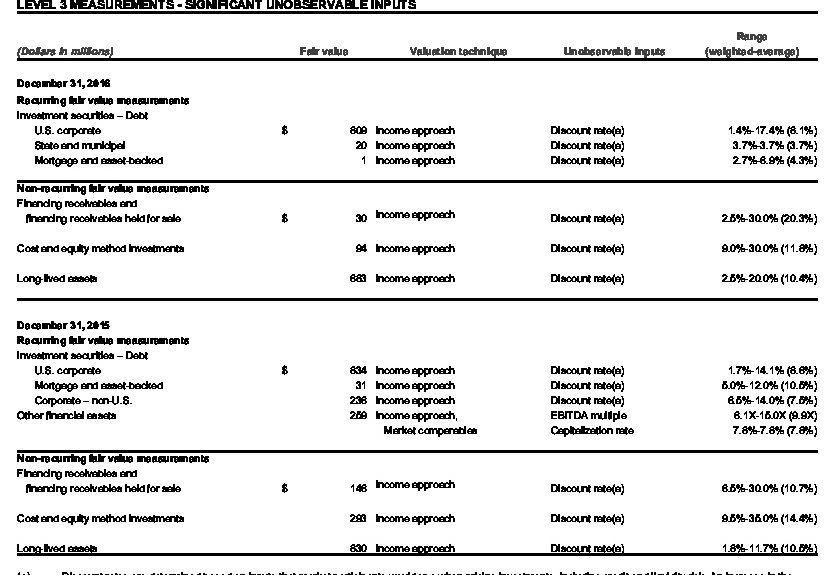 LEVEL 3 MEASUREMENTS - SIGNIFICANT UNOBSERVABLE INPUTS
Range
(Dollars in millions) Fair value Valuation technique Unobservable inputs (weighted-average)
December 31, 2016
Recurring fair value measurements
Investment securities – Debt
U.S. corporate $ 809 Income approach Discount rate(a) 1.4%-17.4% (8.1%)
State and municipal 20 Income approach Discount rate(a) 3.7%-3.7% (3.7%)
Mortgage and asset-backed 1 Income approach Discount rate(a) 2.7%-6.9% (4.3%)
Non-recurring fair value measurements
Financing receivables and
financing receivables held for sale $ 30 Income approach Discount rate(a) 2.5%-30.0% (20.3%)
Cost and equity method investments 94 Income approach Discount rate(a) 9.0%-30.0% (11.8%)
Long-lived assets 683 Income approach Discount rate(a) 2.5%-20.0% (10.4%)
December 31, 2015
Recurring fair value measurements
Investment securities – Debt
U.S. corporate $ 834 Income approach Discount rate(a) 1.7%-14.1% (8.6%)
Mortgage and asset-backed 31 Income approach Discount rate(a) 5.0%-12.0% (10.5%)
Corporate – non-U.S. 236 Income approach Discount rate(a) 6.5%-14.0% (7.5%)
Other financial assets 259 Income approach, EBITDA multiple 6.1X-15.0X (9.9X)
Market comparables Capitalization rate 7.8%-7.8% (7.8%)
Non-recurring fair value measurements
Financing receivables and
financing receivables held for sale $ 146 Income approach Discount rate(a) 6.5%-30.0% (10.7%)
Cost and equity method investments 293 Income approach Discount rate(a) 9.5%-35.0% (14.4%)
Long-lived assets 830 Income approach Discount rate(a) 1.8%-11.7% (10.5%)